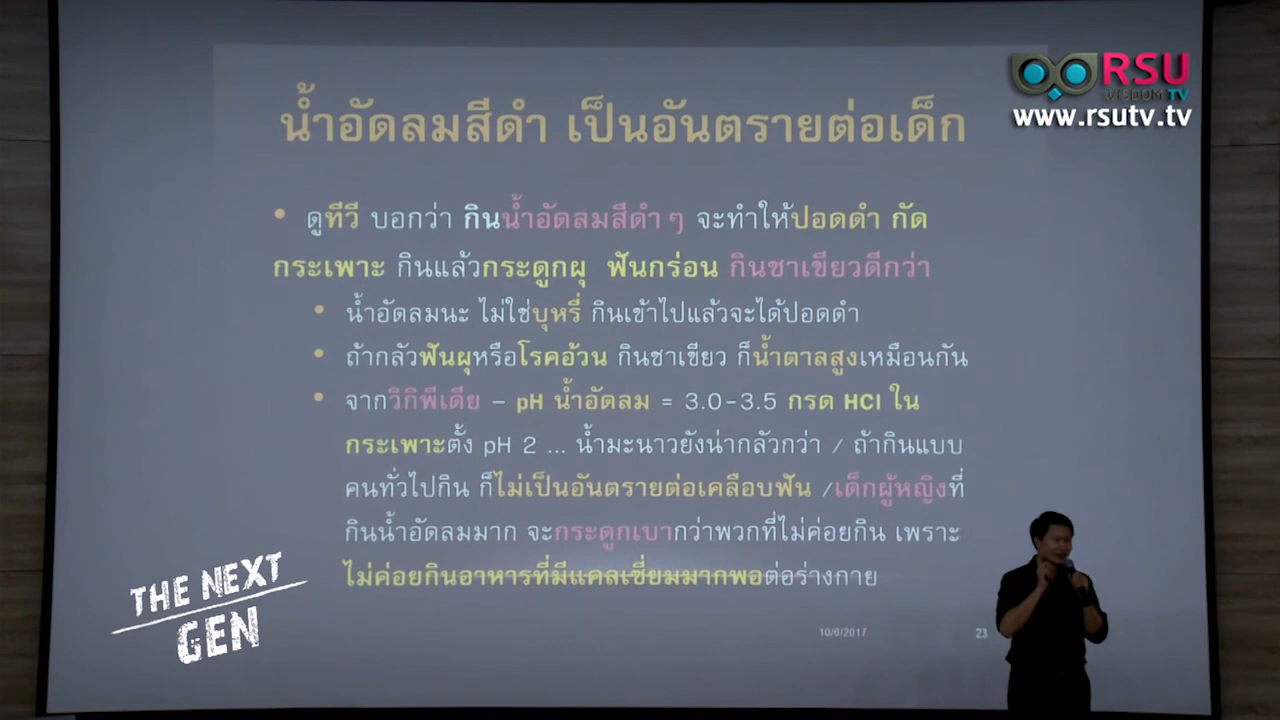 RSU
WISDOM TV
www.rsutv.tv
น้ำอัดลมสีดำ เป็นอันตรายต่อเด็ก
• ดูทีวี บอกว่า กินน้ำอัดลมสีดำๆ จะทำให้ปอดดำ กัด
กระเพาะ กินแล้วกระดูกผุ ฟันกร่อน กินชาเขียวดีกว่า
• น้ำอัดลมนะ ไม่ใช่บุหรี่ กินเข้าไปแล้วจะได้ปอดดำ
• ถ้ากลัวฟันผุหรือโรคอ้วน กินชาเขียว ก็น้ำตาลสูงเหมือนกัน
• จากวิกิพีเดีย – pH น้ำอัดลม = 3.0-3.5 กรด HCl ใน
กระเพาะตั้ง pH 2 ... น้ำมะนาวยังน่ากลัวกว่า / ถ้ากินแบบ
คนทั่วไปกิน ก็ไม่เป็นอันตรายต่อเคลือบฟัน /เด็กผู้หญิงที่
กินน้ำอัดลมมาก จะกระดูกเบากว่าพวกที่ไม่ค่อยกิน เพราะ
ไม่ค่อยกินอาหารที่มีแคลเซี่ยมมากพอต่อร่างกาย
10/6/2017
23
THE NEXT
GEN